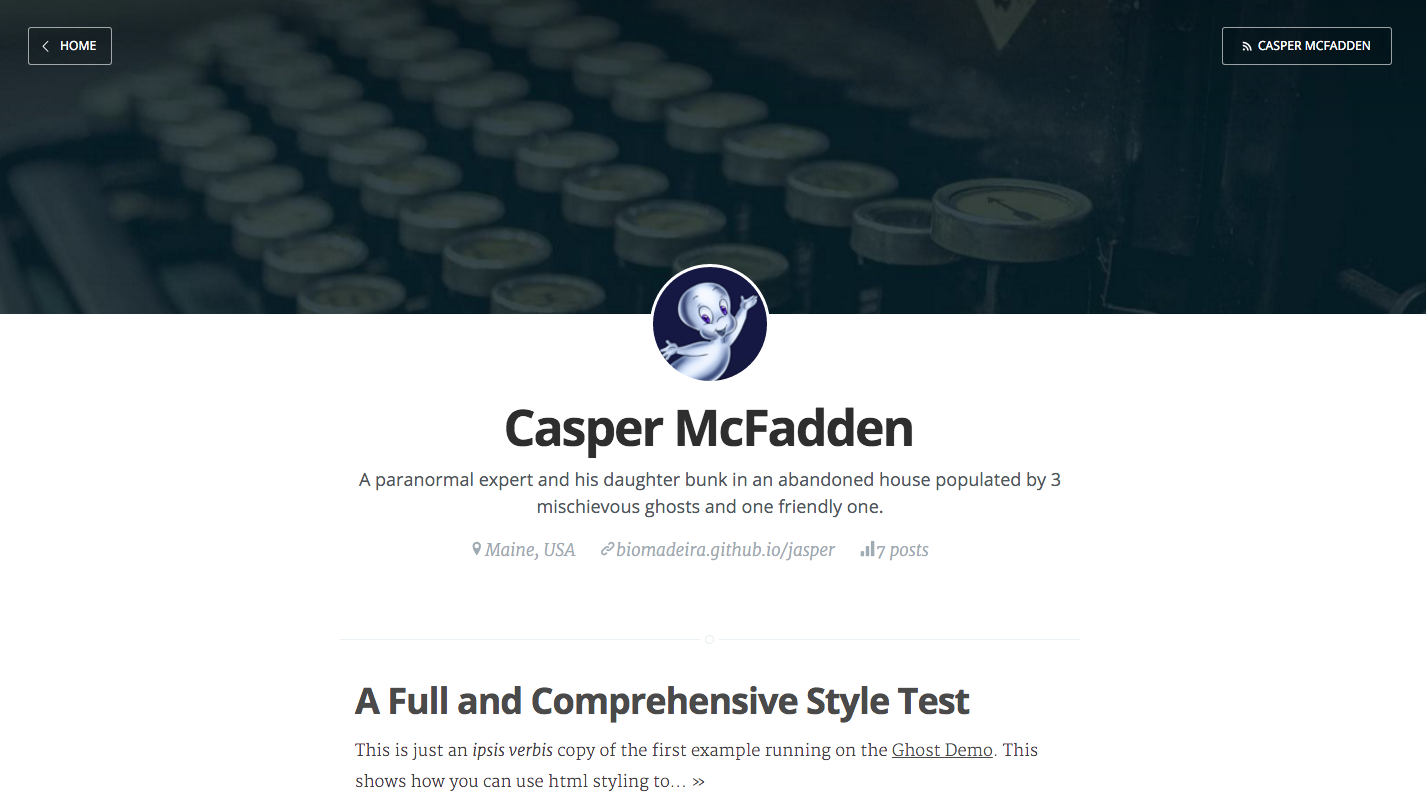 HOME
CASPER MCFADDEN
Casper McFadden
A paranormal expert and his daughter bunk in an abandoned house populated by 3
mischievous ghosts and one friendly one.
Maine, USA biomadeira.github.io/jasper 7 posts
A Full and Comprehensive Style Test
This is just an ipsis verbis copy of the first example running on the Ghost Demo. This
shows how you can use html styling to… »